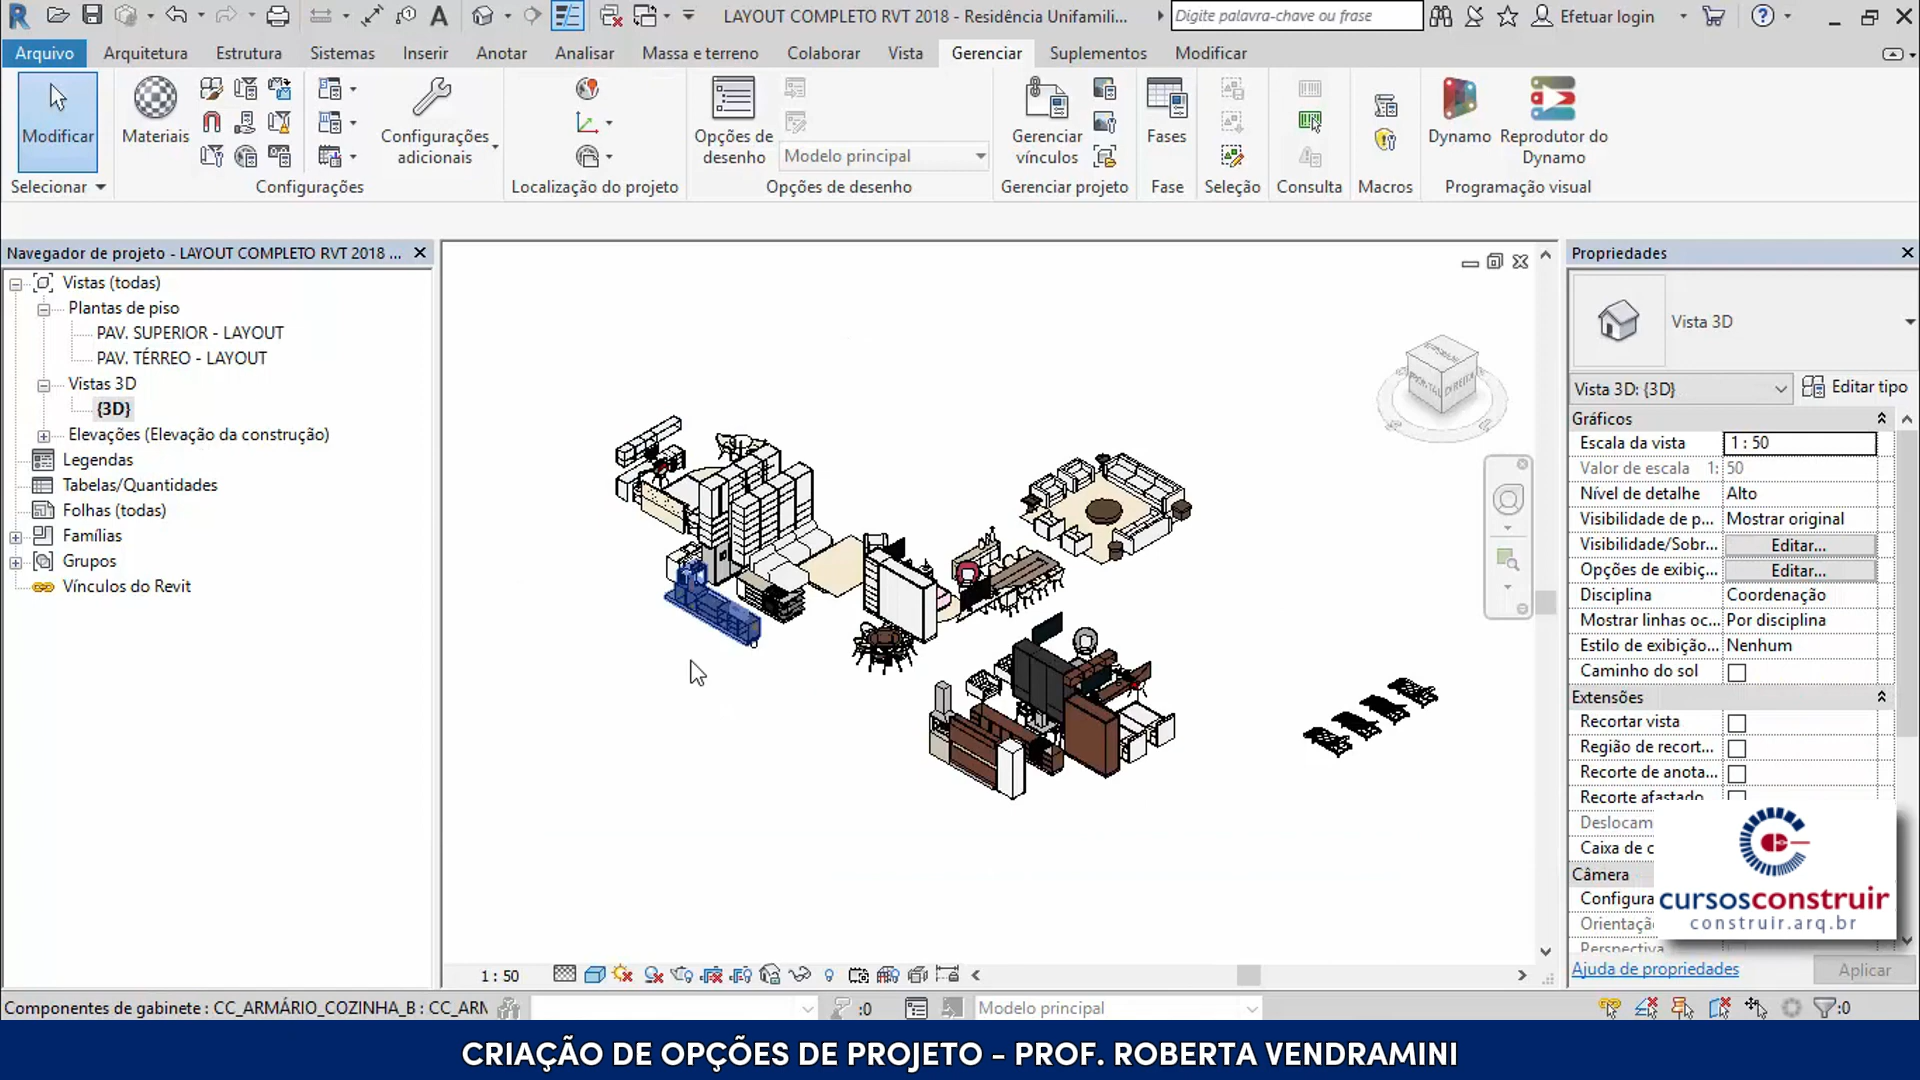 LAYOUT COMPLETO RVT 2018 - Residência Unifamili...
Digite palavra-chave ou frase
Efetuar login
Arquivo Arquitetura Estrutura Sistemas Inserir Anotar Analisar Massa e terreno Colaborar Vista Gerenciar Suplementos Modificar
Modificar
Materiais
Configurações adicionais
Opções de desenho
Modelo principal
Gerenciar vínculos
Fases
Dynamo
Reprodutor do Dynamo
Selecionar
Configurações
Localização do projeto
Opções de desenho
Gerenciar projeto
Fase
Seleção
Consulta
Macros
Programação visual
Navegador de projeto - LAYOUT COMPLETO RVT 2018 ...
Vistas (todas)
Plantas de piso
PAV. SUPERIOR - LAYOUT
PAV. TÉRREO - LAYOUT
Vistas 3D
{3D}
Elevações (Elevação da construção)
Legendas
Tabelas/Quantidades
Folhas (todas)
Famílias
Grupos
Vínculos do Revit
Propriedades
Vista 3D
Vista 3D: {3D}
Editar tipo
Gráficos
Escala da vista 1 : 50
Valor de escala 1: 50
Nível de detalhe Alto
Visibilidade de p... Mostrar original
Visibilidade/Sobr... Editar...
Opções de exibiç... Editar...
Disciplina Coordenação
Mostrar linhas oc... Por disciplina
Estilo de exibição... Nenhum
Caminho do sol
Extensões
Recortar vista
Região de recort...
Recorte de anota...
Recorte afastado
Deslocam
Caixa de c
Câmera
Configura
Orientaçã
Perspectiva
cursosconstruir
construir.arq.br
Ajuda de propriedades
Aplicar
1 : 50
Componentes de gabinete : CC_ARMÁRIO_COZINHA_B : CC_ARM
:0
Modelo principal
:0
CRIAÇÃO DE OPÇÕES DE PROJETO - PROF. ROBERTA VENDRAMINI